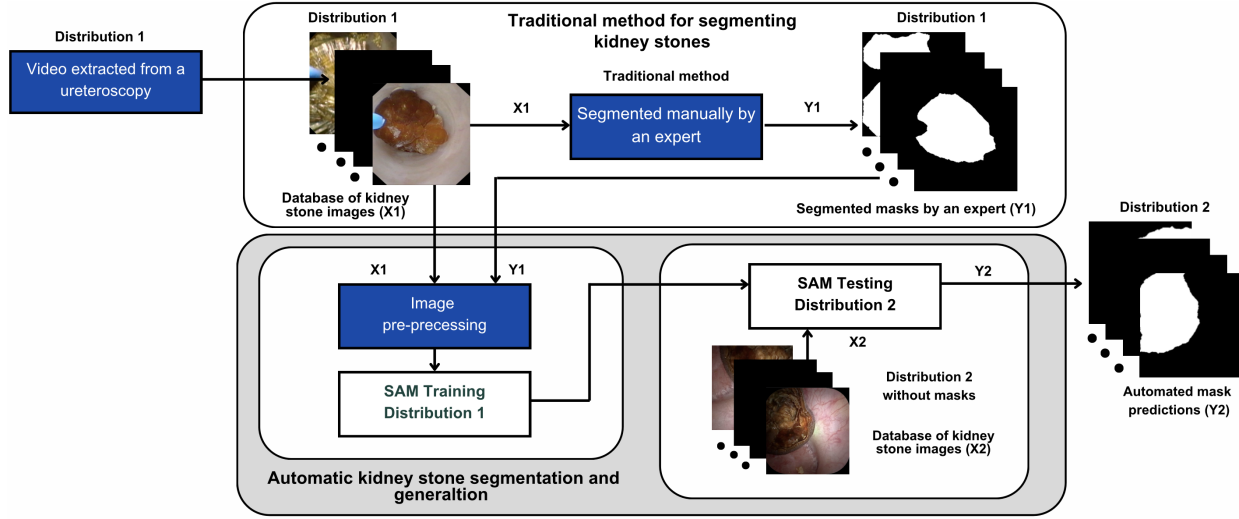 Distribution 1
Video extracted from a
ureteroscopy
Distribution 1
Traditional method for segmenting
kidney stones
Distribution 1
Traditional method
X1
Segmented manually by
an expert
Y1
Database of kidney
stone images (X1)
Segmented masks by an expert (Y1)
X1
Y1
Image
pre-precessing
SAM Training
Distribution 1
SAM Testing
Distribution 2
Y2
X2
Distribution 2
without masks
Database of kidney
stone images (X2)
Distribution 2
Automated mask
predictions (Y2)
Automatic kidney stone segmentation and
generaltion